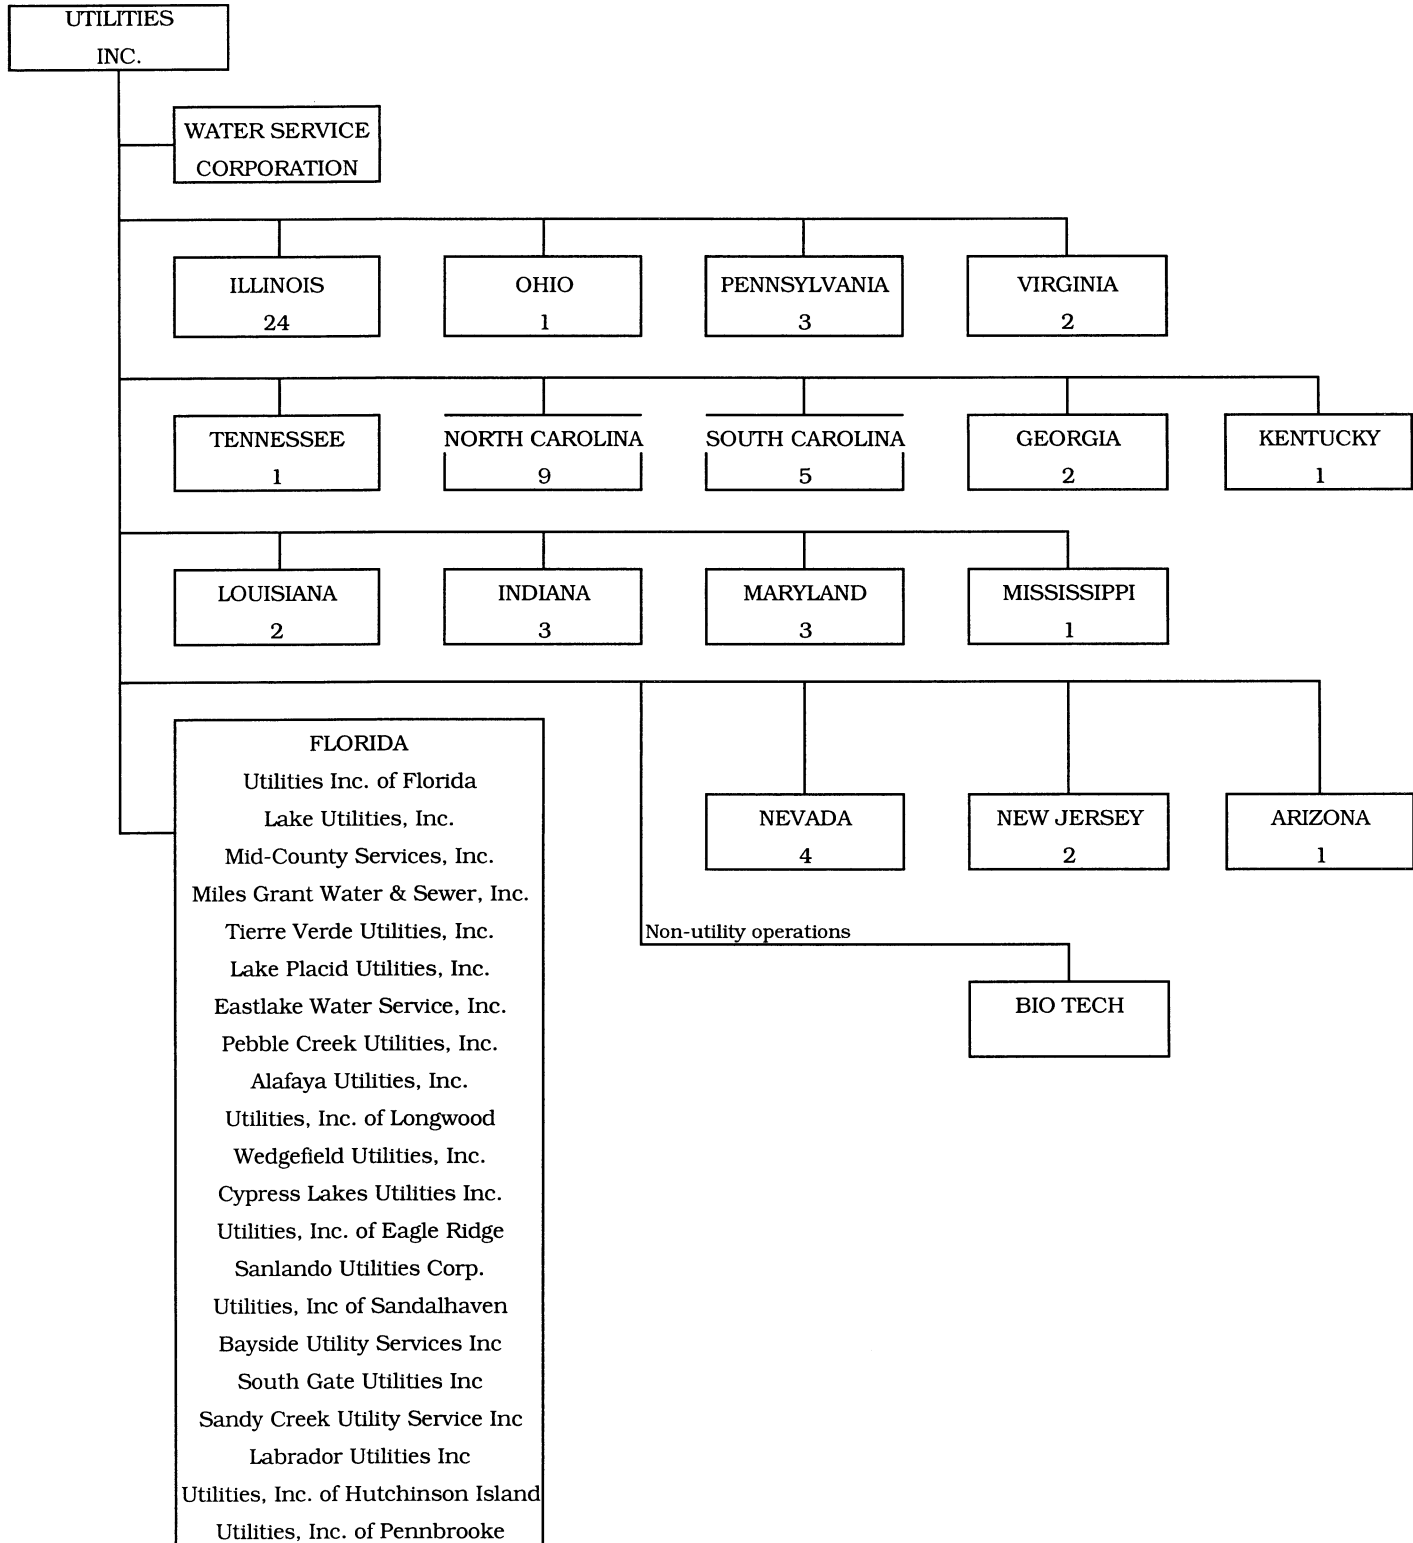 UTILITIES
INC.
WATER SERVICE
CORPORATION
ILLINOIS
24
OHIO
1
PENNSYLVANIA
3
VIRGINIA
2
TENNESSEE
1
NORTH CAROLINA
9
SOUTH CAROLINA
5
GEORGIA
2
KENTUCKY
1
LOUISIANA
2
INDIANA
3
MARYLAND
3
MISSISSIPPI
1
FLORIDA
Utilities Inc. of Florida
Lake Utilities, Inc.
Mid-County Services, Inc.
Miles Grant Water & Sewer, Inc.
Tierre Verde Utilities, Inc.
Lake Placid Utilities, Inc.
Eastlake Water Service, Inc.
Pebble Creek Utilities, Inc.
Alafaya Utilities, Inc.
Utilities, Inc. of Longwood
Wedgefield Utilities, Inc.
Cypress Lakes Utilities Inc.
Utilities, Inc. of Eagle Ridge
Sanlando Utilities Corp.
Utilities, Inc of Sandalhaven
Bayside Utility Services Inc
South Gate Utilities Inc
Sandy Creek Utility Service Inc
Labrador Utilities Inc
Utilities, Inc. of Hutchinson Island
Utilities, Inc. of Pennbrooke
NEVADA
4
NEW JERSEY
2
ARIZONA
1
Non-utility operations
BIO TECH